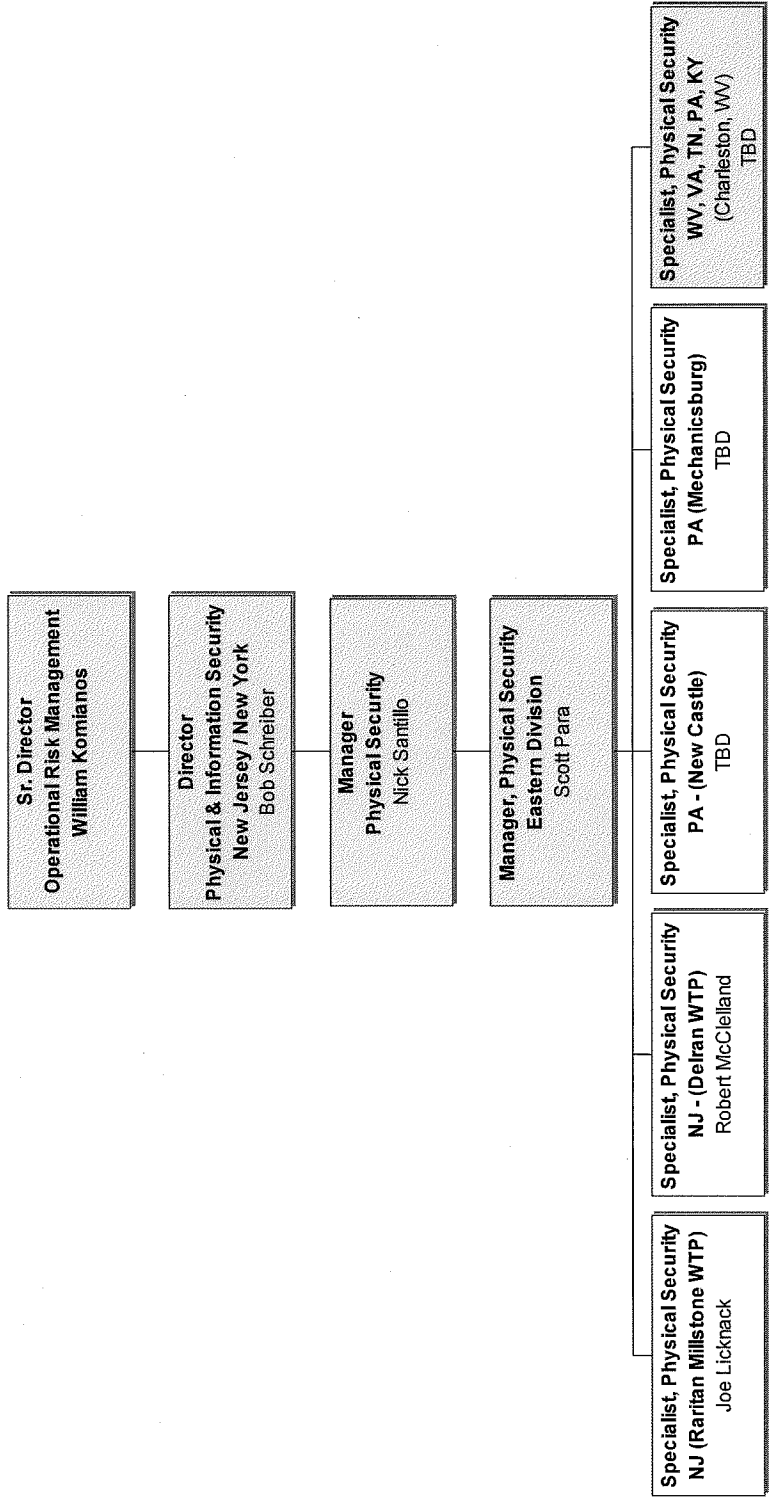 Sr. Director
Operational Risk Management
William Komianos
Director
Physical & Information Security
New Jersey / New York
Bob Schreiber
Manager
Physical Security
Nick Santillo
Manager, Physical Security
Eastern Division
Scott Para
Specialist, Physical Security
NJ (Raritan Millstone WTP)
Joe Licknack
Specialist, Physical Security
NJ - (Delran WTP)
Robert McClelland
Specialist, Physical Security
PA - (New Castle)
TBD
Specialist, Physical Security
PA (Mechanicsburg)
TBD
Specialist, Physical Security
WV, VA, TN, PA, KY
(Charleston, WV)
TBD